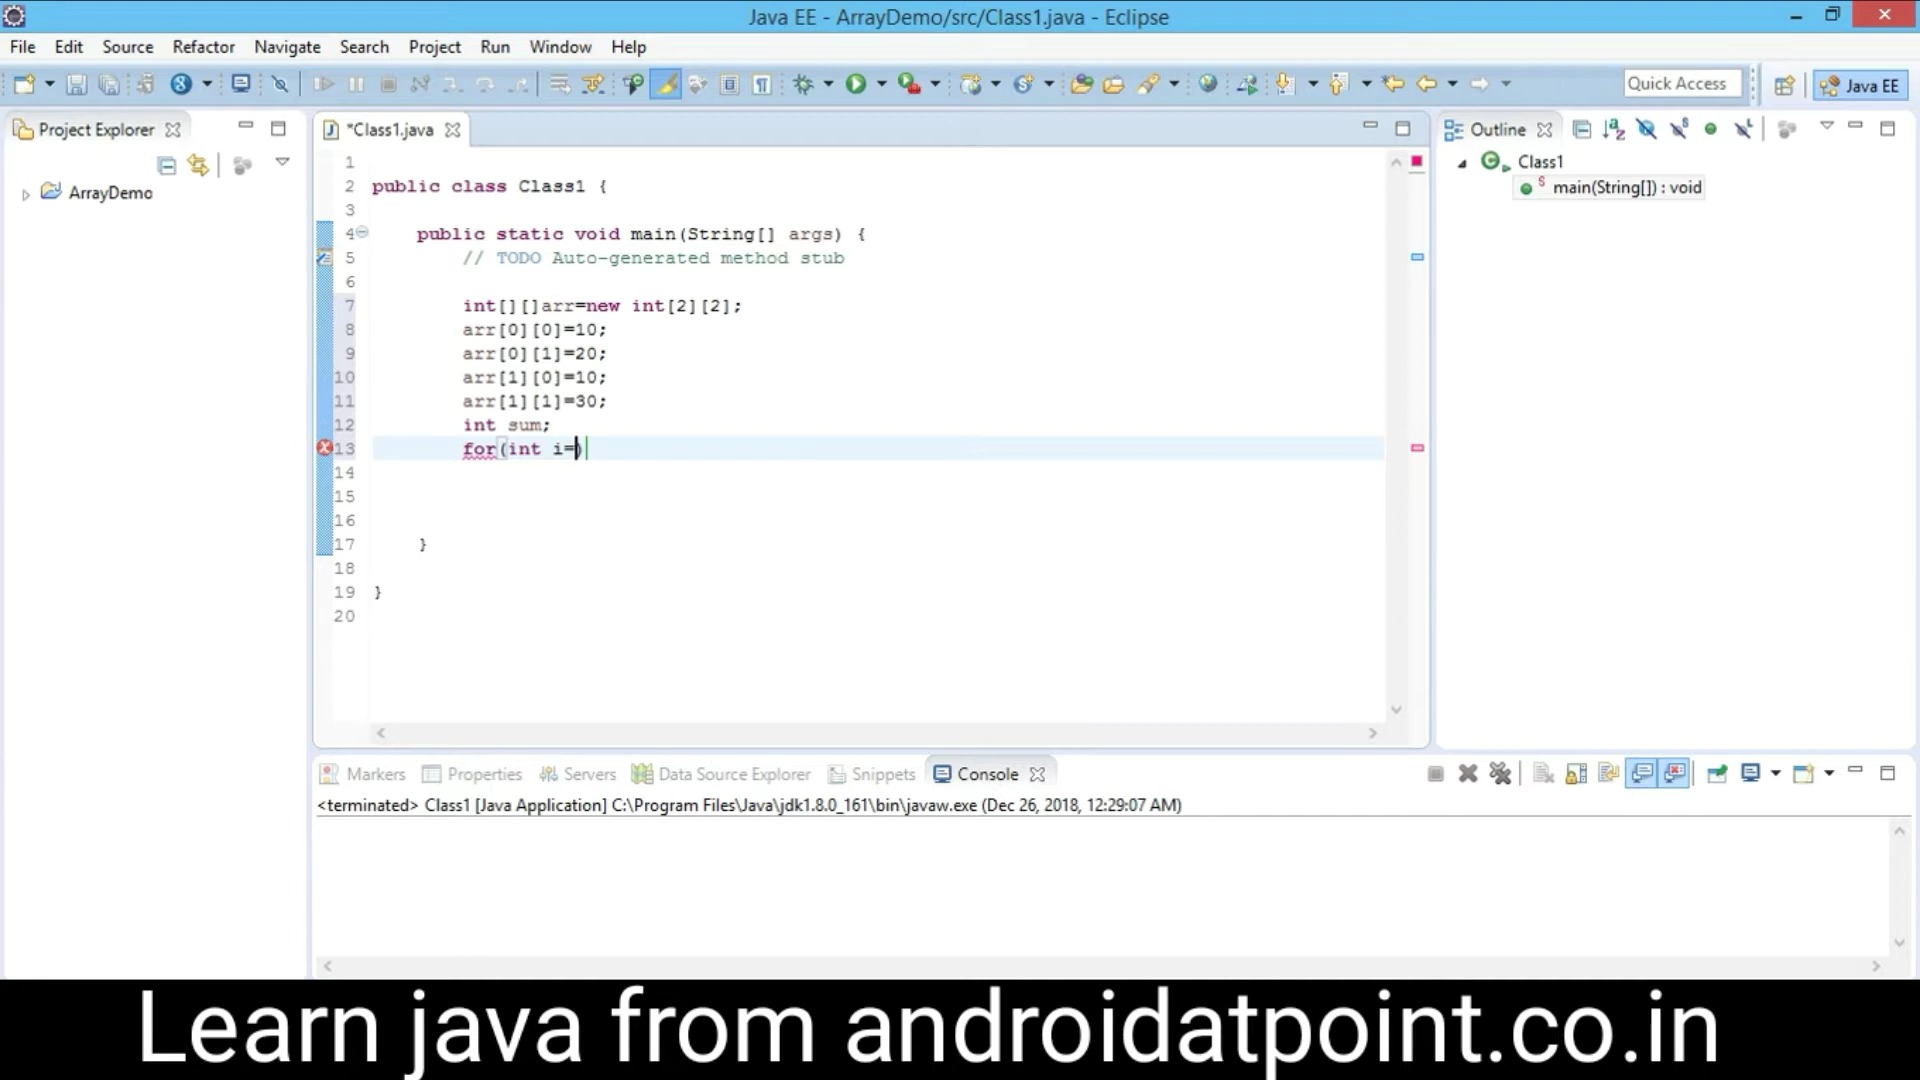 Java EE - ArrayDemo/src/Class1.java - Eclipse
File Edit Source Refactor Navigate Search Project Run Window Help
Quick Access
Java EE
Project Explorer
ArrayDemo
*Class1.java
1
2 public class Class1 {
3
4 public static void main(String[] args) {
5 // TODO Auto-generated method stub
6
7 int[][]arr=new int[2][2];
8 arr[0][0]=10;
9 arr[0][1]=20;
10 arr[1][0]=10;
11 arr[1][1]=30;
12 int sum;
13 for(int i=)
14
15
16
17 }
18
19 }
20
Outline
Class1
main(String[]) : void
Markers Properties Servers Data Source Explorer Snippets Console
<terminated> Class1 [Java Application] C:\Program Files\Java\jdk1.8.0_161\bin\javaw.exe (Dec 26, 2018, 12:29:07 AM)
Learn java from androidatpoint.co.in